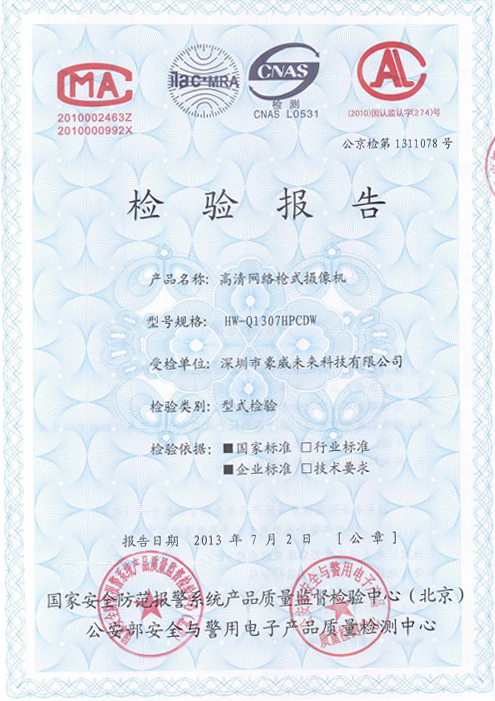 CMA
ilac-MRA
CNAS
CAL
2010002463Z
2010000992X
检 测
CNAS L0531
(2010)国认监认字(274)号
公京检第 1311078 号
检 验 报 告
产品名称: 高清网络枪式摄像机
型号规格: HW-Q1307HPCDW
受检单位: 深圳市豪威未来科技有限公司
检验类别: 型式检验
检验依据: ■国家标准 □行业标准
■企业标准 □技术要求
报告日期 2013 年 7 月 2 日 [ 公 章 ]
国家安全防范报警系统产品质量监督检验中心(北京)
公安部安全与警用电子产品质量检测中心